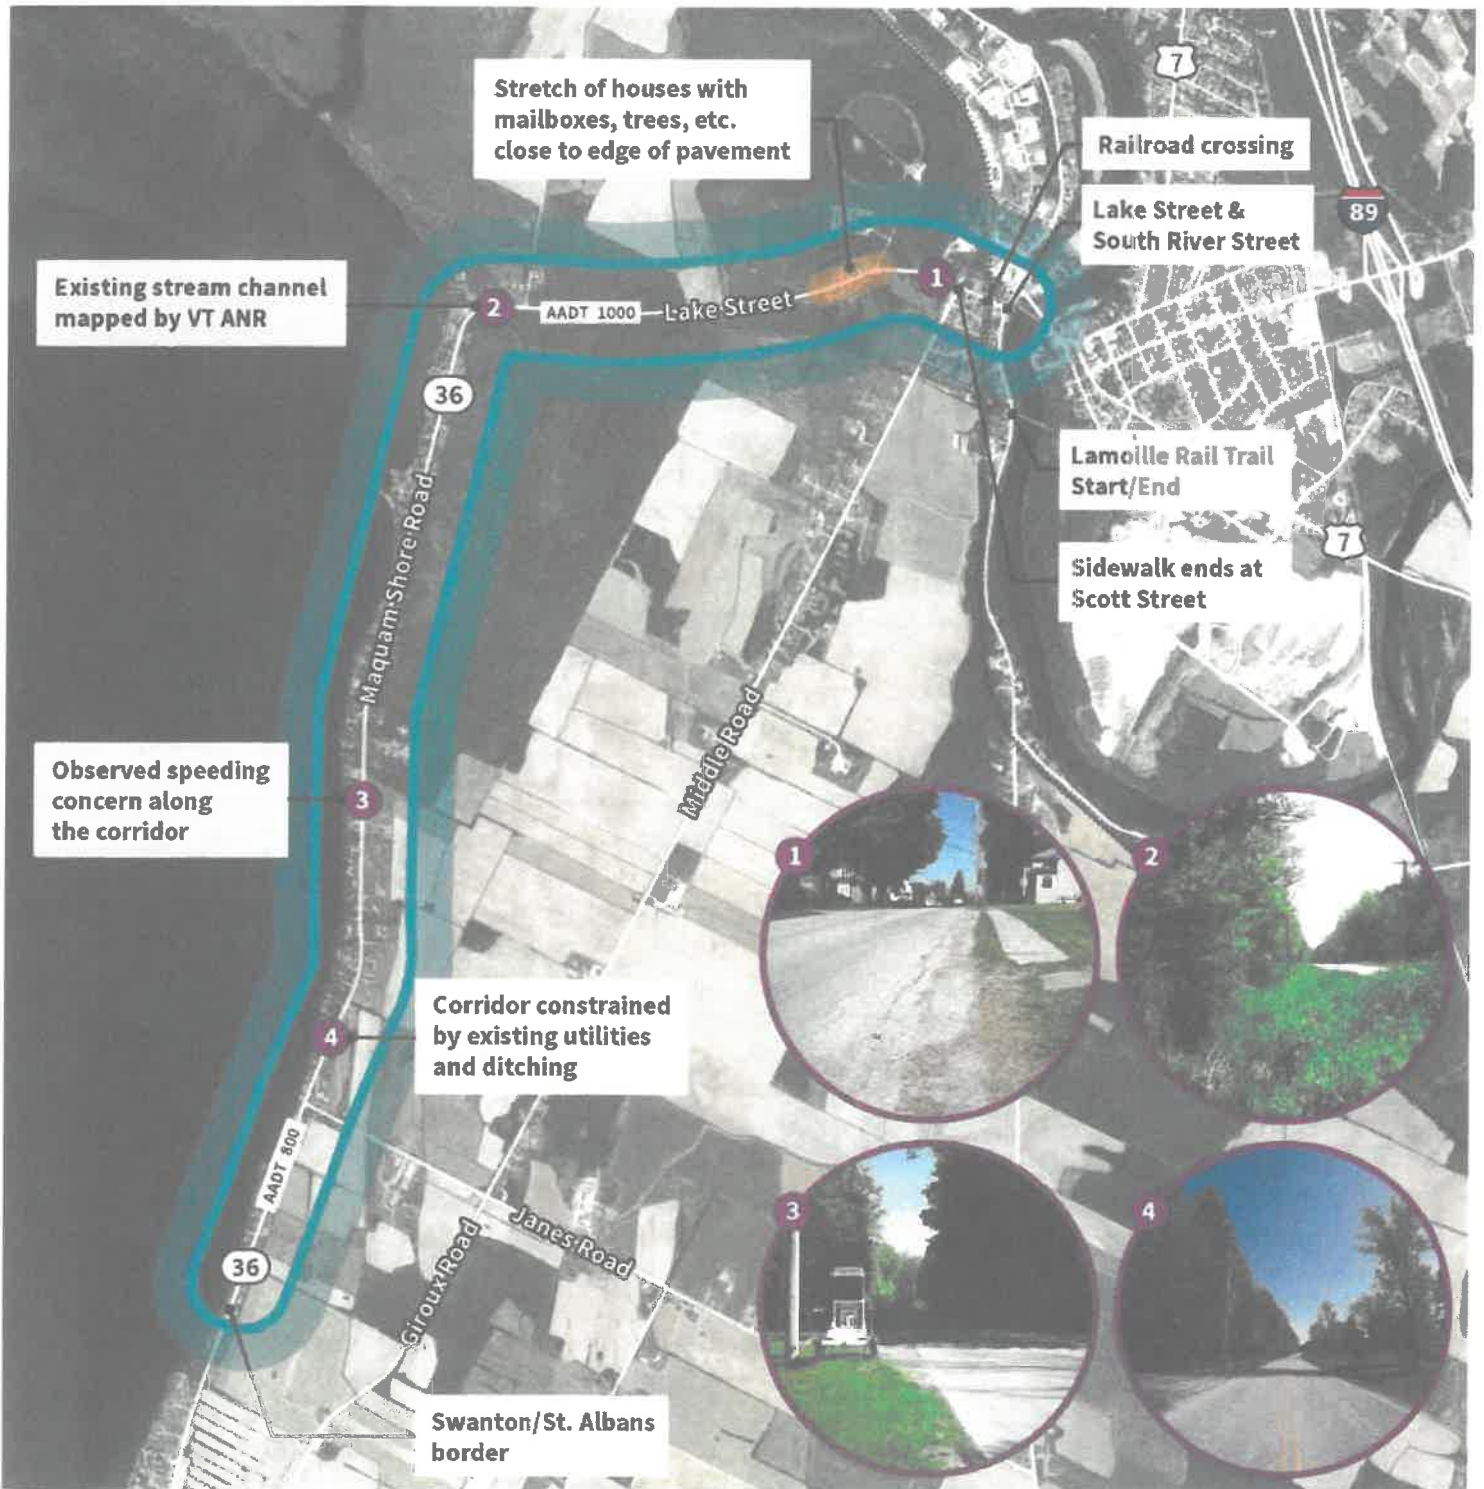 7
Stretch of houses with
mailboxes, trees, etc.
close to edge of pavement
Railroad crossing
Lake Street &
South River Street
89
Existing stream channel
mapped by VT ANR
1
2
AADT 1000
Lake Street
36
Lamoille Rail Trail
Start/End
7
Sidewalk ends at
Scott Street
Maquam Shore Road
Middle Road
Observed speeding
concern along
the corridor
3
1
2
Corridor constrained
by existing utilities
and ditching
4
AADT 800
3
4
Janes Road
Giroux Road
36
Swanton/St. Albans
border